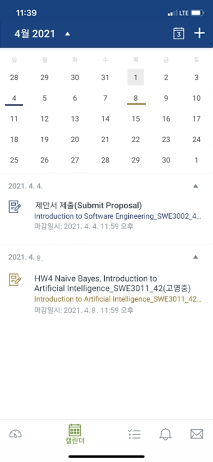 11:39
LTE
4월 2021
3
일 월 화 수 목 금 토
28 29 30 31 1 2 3
4 5 6 7 8 9 10
11 12 13 14 15 16 17
18 19 20 21 22 23 24
25 26 27 28 29 30 1
2021. 4. 4.
제안서 제출(Submit Proposal)
Introduction to Software Engineering_SWE3002_4...
마감일시: 2021. 4. 4. 11:59 오후
2021. 4. 8.
HW4 Naive Bayes, Introduction to
Artificial Intelligence_SWE3011_42(고영중)
Introduction to Artificial Intelligence_SWE3011_42...
마감일시: 2021. 4. 8. 11:59 오후
캘린더